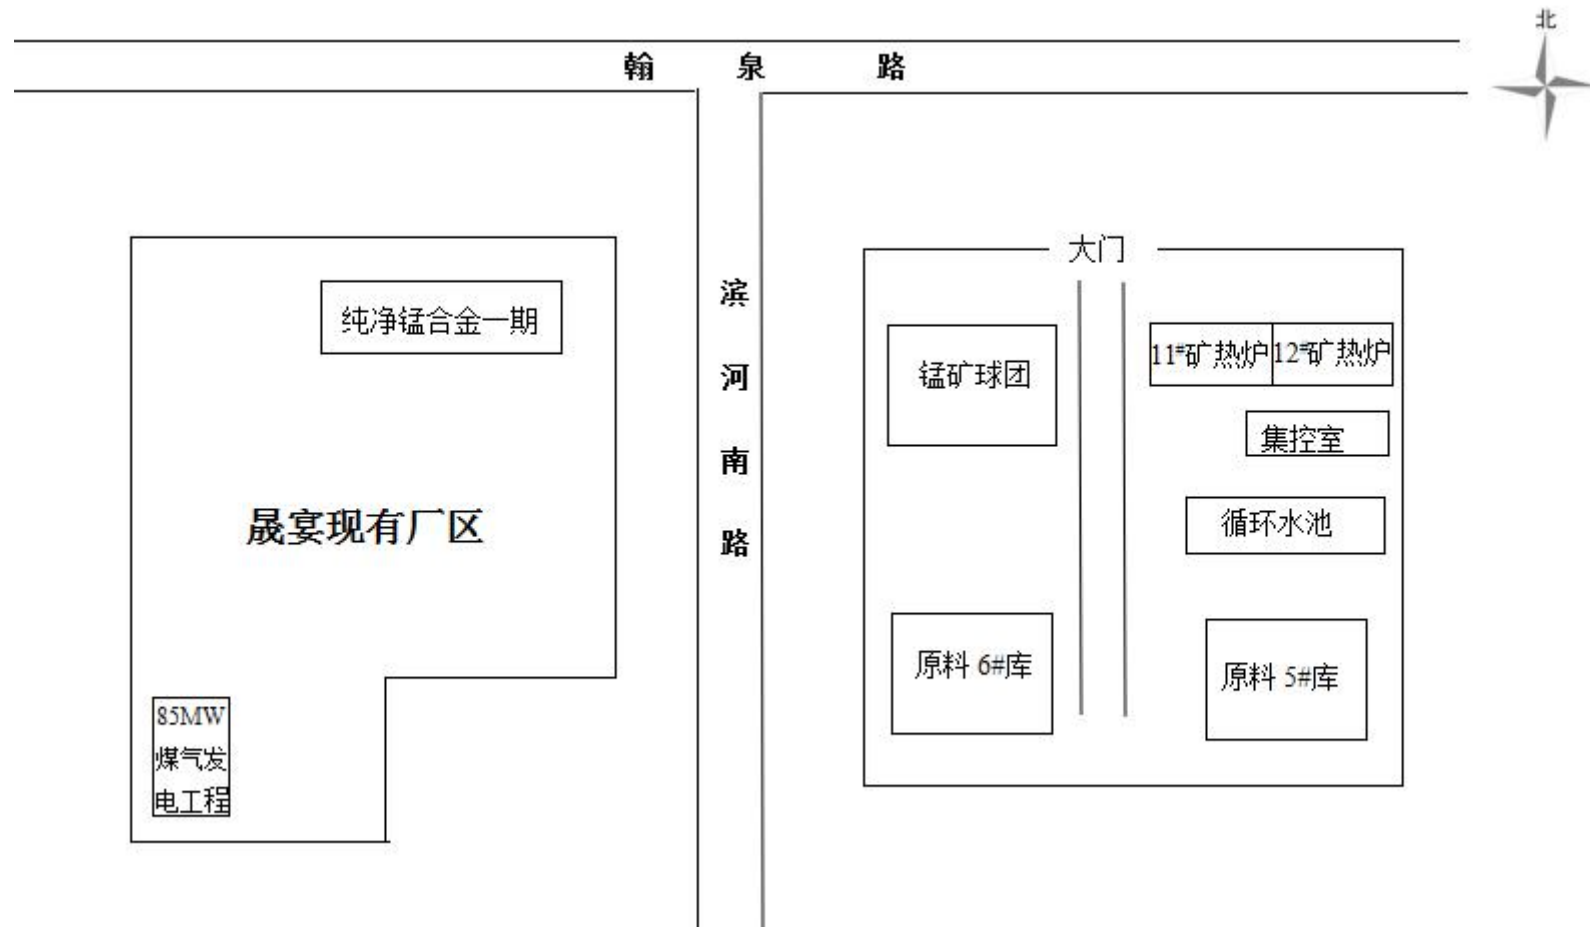 北
翰泉路
大门
纯净锰合金一期
滨河南路
锰矿球团
11#矿热炉
12#矿热炉
集控室
晟宴现有厂区
循环水池
原料 6#库
原料 5#库
85MW
煤气发
电工程